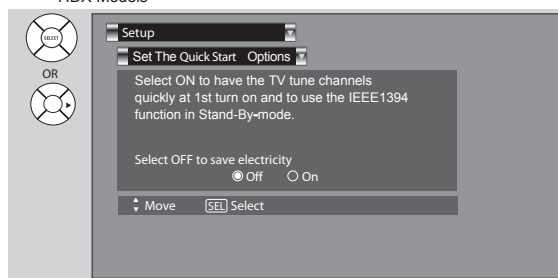 HDX Models
SELECT
OR
Setup
Set The Quick Start Options
Select ON to have the TV tune channels
quickly at 1st turn on and to use the IEEE1394
function in Stand-By-mode.
Select OFF to save electricity
Off On
Move SEL Select